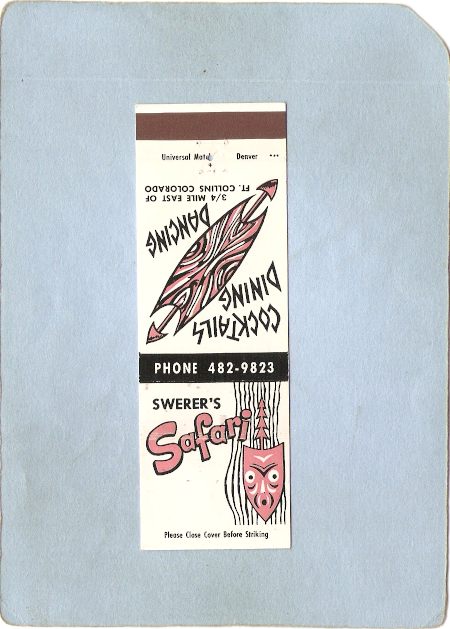 Universal Match
Denver
3/4 MILE EAST OF
FT. COLLINS COLORADO
COCKTAILS
DINING
DANCING
PHONE 482-9823
SWERER'S
Safari
Please Close Cover Before Striking